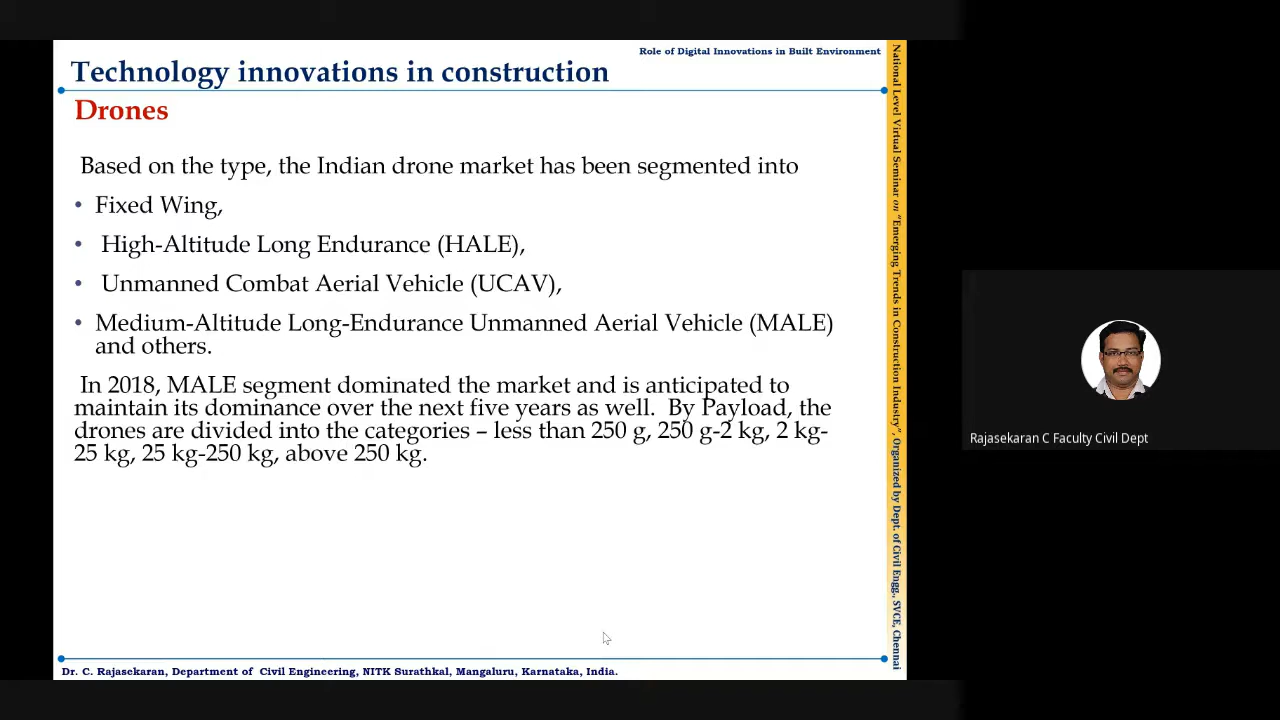 Role of Digital Innovations in Built Environment
Technology innovations in construction
Drones
Based on the type, the Indian drone market has been segmented into
• Fixed Wing,
• High-Altitude Long Endurance (HALE),
• Unmanned Combat Aerial Vehicle (UCAV),
• Medium-Altitude Long-Endurance Unmanned Aerial Vehicle (MALE)
and others.
In 2018, MALE segment dominated the market and is anticipated to
maintain its dominance over the next five years as well. By Payload, the
drones are divided into the categories – less than 250 g, 250 g-2 kg, 2 kg-
25 kg, 25 kg-250 kg, above 250 kg.
Dr. C. Rajasekaran, Department of Civil Engineering, NITK Surathkal, Mangaluru, Karnataka, India.
National Level Virtual Seminar on "Emerging Trends in Construction Industry", Organized by Dept. of Civil Engg., SVCE, Chennai
Rajasekaran C Faculty Civil Dept